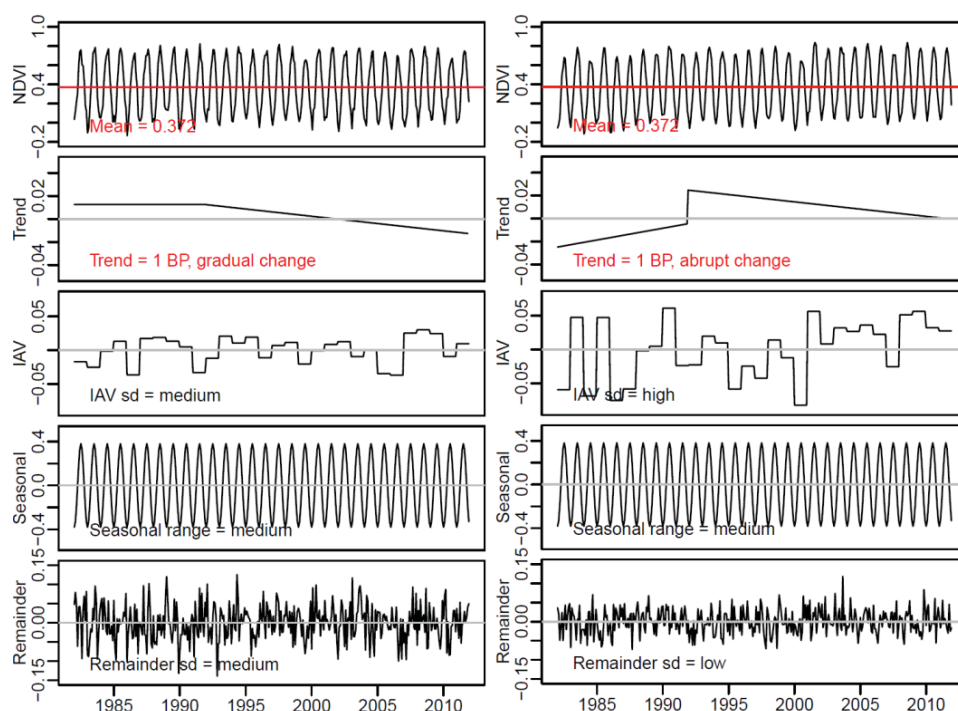 1.0
0.4
−0.2
NDVI
Mean = 0.372
0.02
−0.04
Trend
Trend = 1 BP, gradual change
0.05
−0.05
IAV
IAV sd = medium
0.4
0.0
−0.4
Seasonal
Seasonal range = medium
0.15
0.00
−0.15
Remainder
Remainder sd = medium
1985 1990 1995 2000 2005 2010
1.0
0.4
−0.2
NDVI
Mean = 0.372
0.02
−0.04
Trend
Trend = 1 BP, abrupt change
0.05
−0.05
IAV
IAV sd = high
0.4
0.0
−0.4
Seasonal
Seasonal range = medium
0.15
0.00
−0.15
Remainder
Remainder sd = low
1985 1990 1995 2000 2005 2010